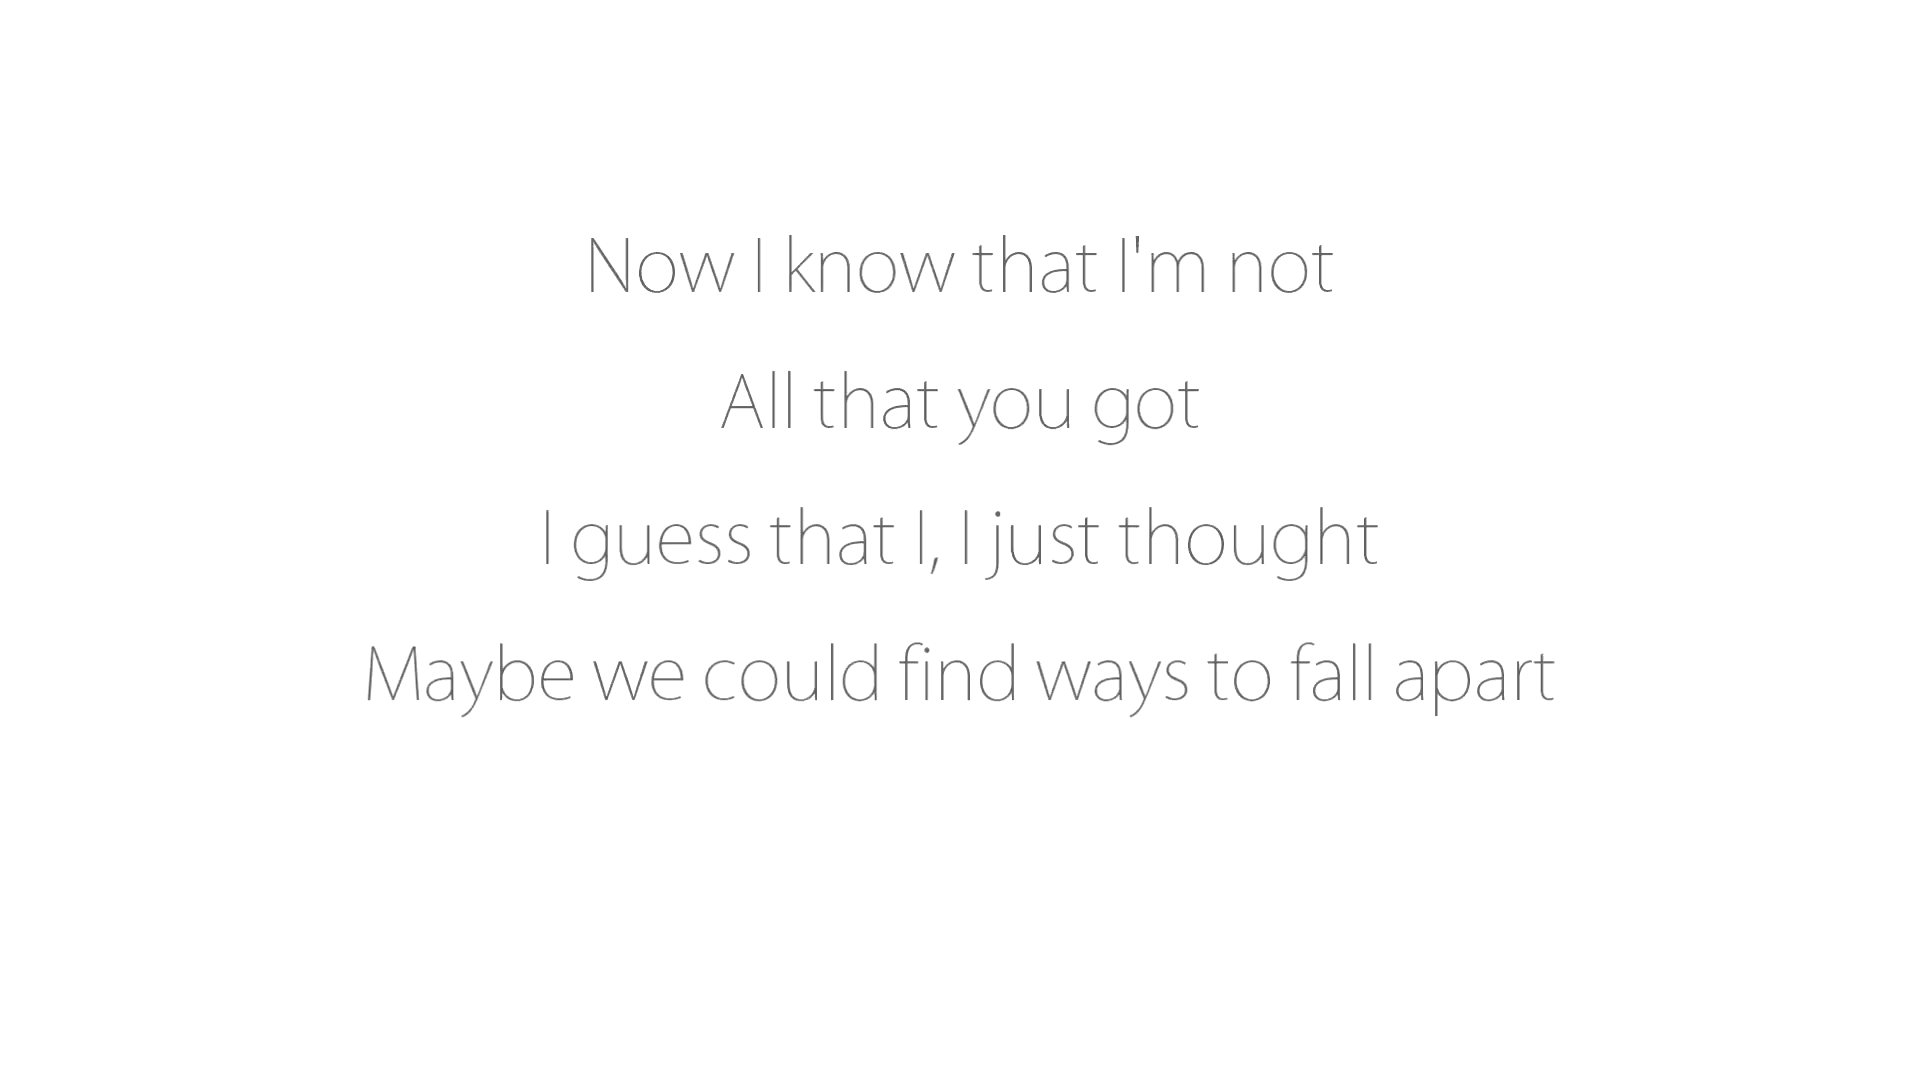 Now I know that I'm not
All that you got
I guess that I, I just thought
Maybe we could find ways to fall apart